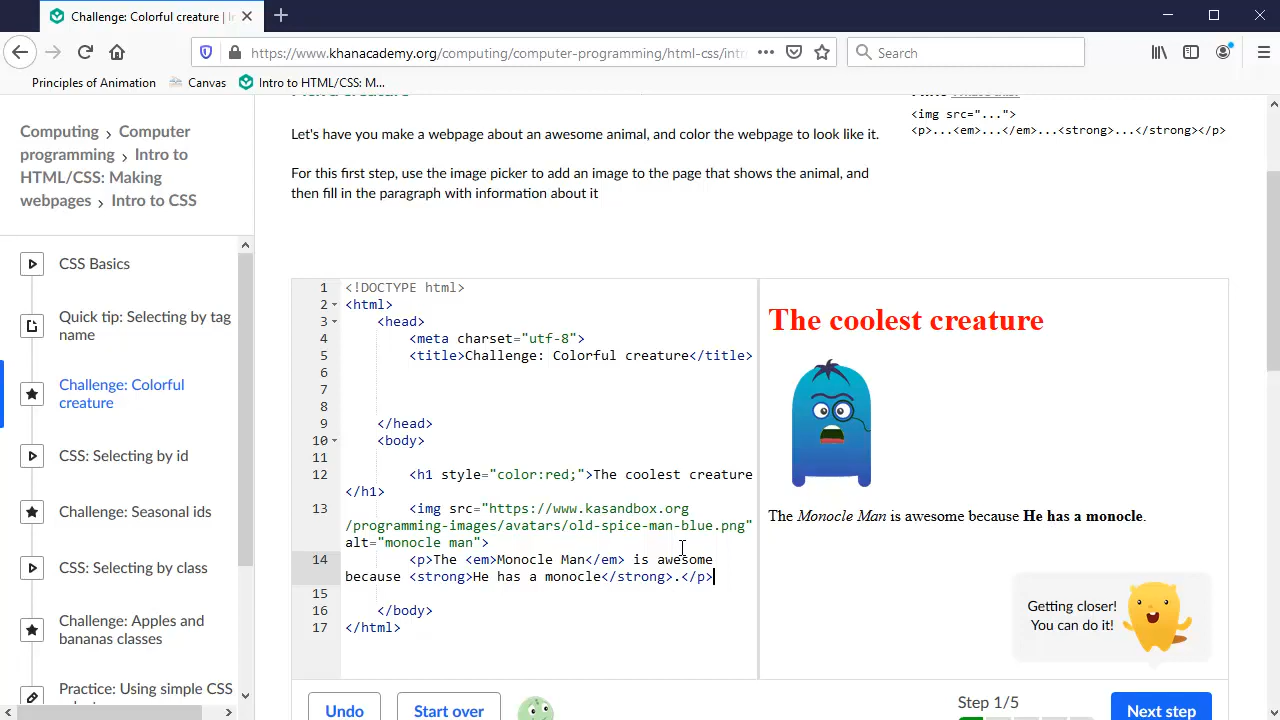 Challenge: Colorful creature | I
https://www.khanacademy.org/computing/computer-programming/html-css/intro
Search
Principles of Animation
Canvas
Intro to HTML/CSS: M...
Computing > Computer
programming > Intro to
HTML/CSS: Making
webpages > Intro to CSS
CSS Basics
Quick tip: Selecting by tag
name
Challenge: Colorful
creature
CSS: Selecting by id
Challenge: Seasonal ids
CSS: Selecting by class
Challenge: Apples and
bananas classes
Practice: Using simple CSS
<img src="...">
<p>...<em>...</em>...<strong>...</strong></p>
Let's have you make a webpage about an awesome animal, and color the webpage to look like it.
For this first step, use the image picker to add an image to the page that shows the animal, and
then fill in the paragraph with information about it
1 <!DOCTYPE html>
2 <html>
3 <head>
4 <meta charset="utf-8">
5 <title>Challenge: Colorful creature</title>
6
7
8
9 </head>
10 <body>
11
12 <h1 style="color:red;">The coolest creature
</h1>
13 <img src="https://www.kasandbox.org
/programming-images/avatars/old-spice-man-blue.png"
alt="monocle man">
14 <p>The <em>Monocle Man</em> is awesome
because <strong>He has a monocle</strong>.</p>
15
16 </body>
17 </html>
The coolest creature
The Monocle Man is awesome because He has a monocle.
Getting closer!
You can do it!
Undo
Start over
Step 1/5
Next step